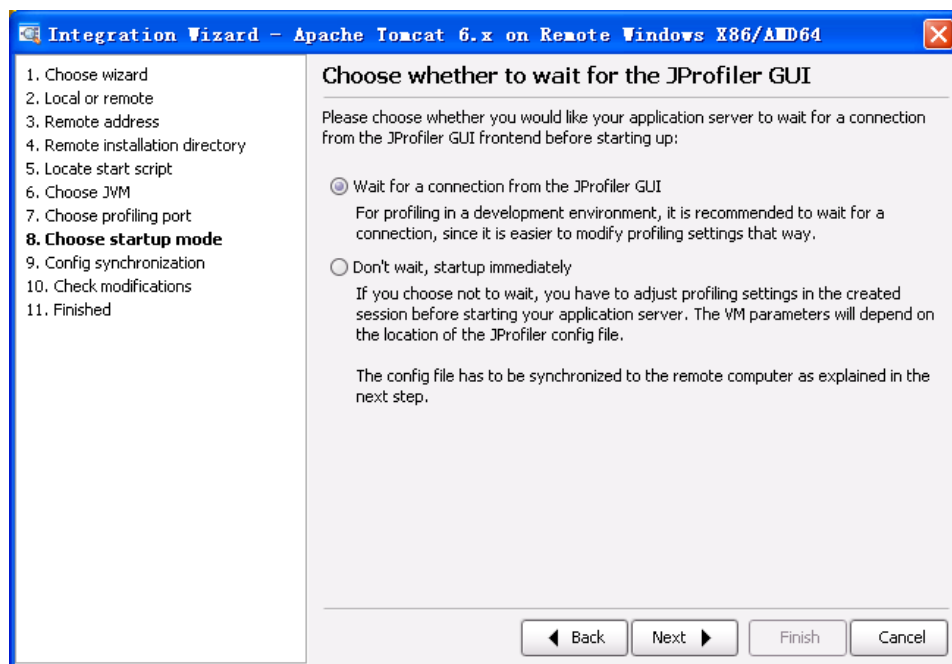 Integration Wizard - Apache Tomcat 6.x on Remote Windows X86/AMD64
1. Choose wizard
2. Local or remote
3. Remote address
4. Remote installation directory
5. Locate start script
6. Choose JVM
7. Choose profiling port
8. Choose startup mode
9. Config synchronization
10. Check modifications
11. Finished
Choose whether to wait for the JProfiler GUI
Please choose whether you would like your application server to wait for a connection
from the JProfiler GUI frontend before starting up:
Wait for a connection from the JProfiler GUI
For profiling in a development environment, it is recommended to wait for a
connection, since it is easier to modify profiling settings that way.
Don't wait, startup immediately
If you choose not to wait, you have to adjust profiling settings in the created
session before starting your application server. The VM parameters will depend on
the location of the JProfiler config file.
The config file has to be synchronized to the remote computer as explained in the
next step.
Back
Next
Finish
Cancel